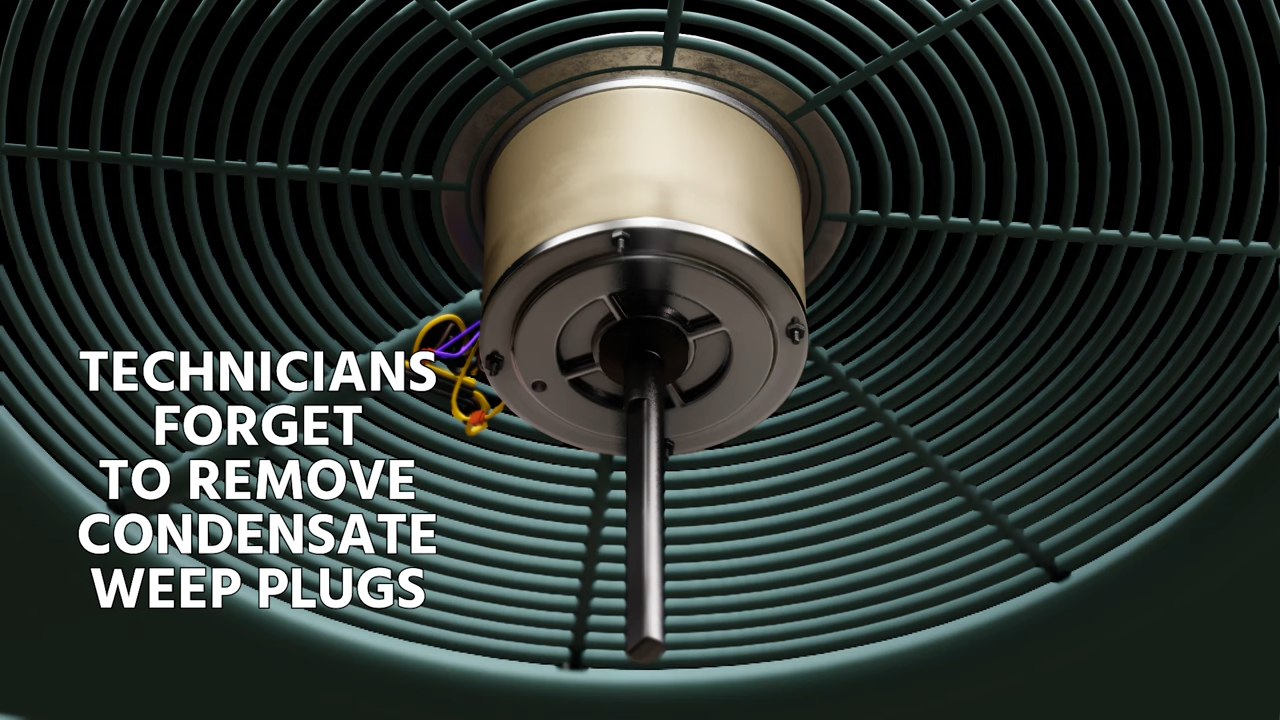 TECHNICIANS
FORGET
TO REMOVE
CONDENSATE
WEEP PLUGS